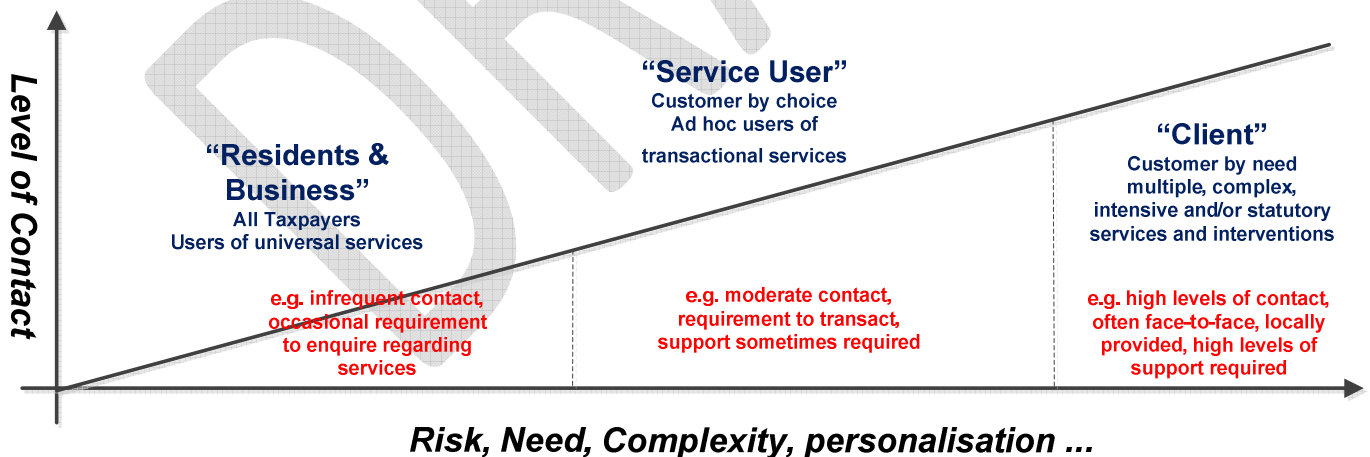 Level of Contact
“Residents &
Business”
All Taxpayers
Users of universal services
e.g. infrequent contact,
occasional requirement
to enquire regarding
services
“Service User”
Customer by choice
Ad hoc users of
transactional services
e.g. moderate contact,
requirement to transact,
support sometimes required
“Client”
Customer by need
multiple, complex,
intensive and/or statutory
services and interventions
e.g. high levels of contact,
often face-to-face, locally
provided, high levels of
support required
Risk, Need, Complexity, personalisation ...